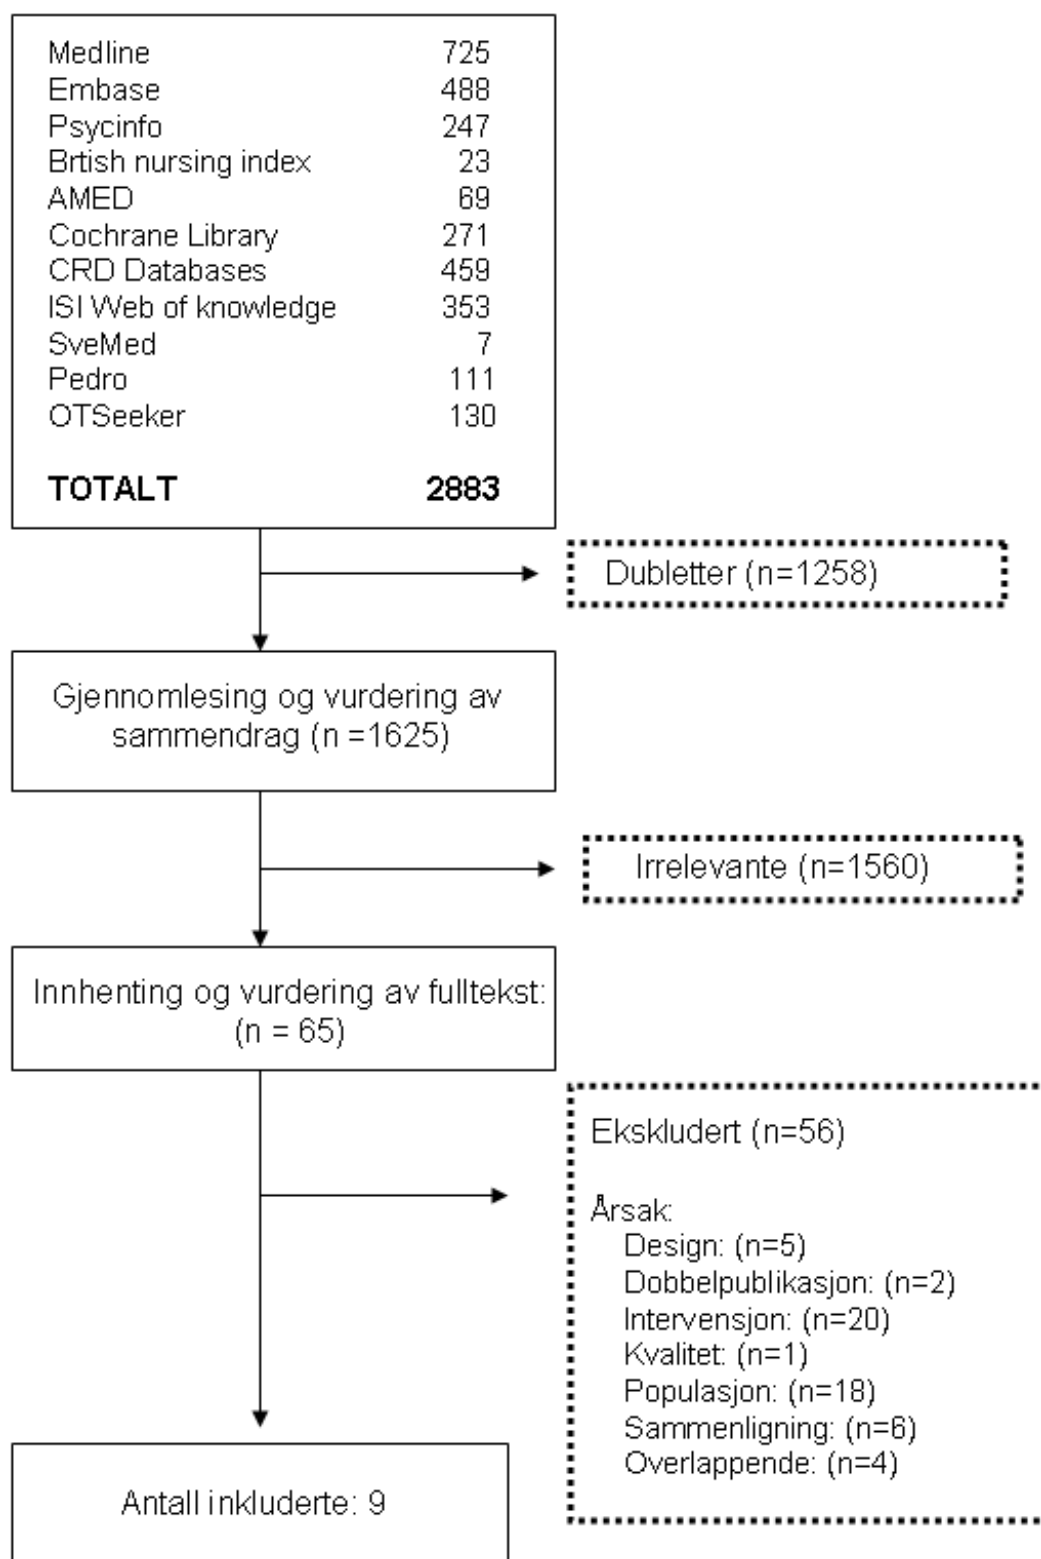 Medline 725
Embase 488
Psycinfo 247
Brtish nursing index 23
AMED 69
Cochrane Library 271
CRD Databases 459
ISI Web of knowledge 353
SveMed 7
Pedro 111
OTSeeker 130
TOTALT 2883
Dubletter (n=1258)
Gjennomlesing og vurdering av
sammendrag (n =1625)
Irrelevante (n=1560)
Innhenting og vurdering av fulltekst:
(n = 65)
Ekskludert (n=56)
Årsak:
Design: (n=5)
Dobbelpublikasjon: (n=2)
Intervensjon: (n=20)
Kvalitet: (n=1)
Populasjon: (n=18)
Sammenligning: (n=6)
Overlappende: (n=4)
Antall inkluderte: 9